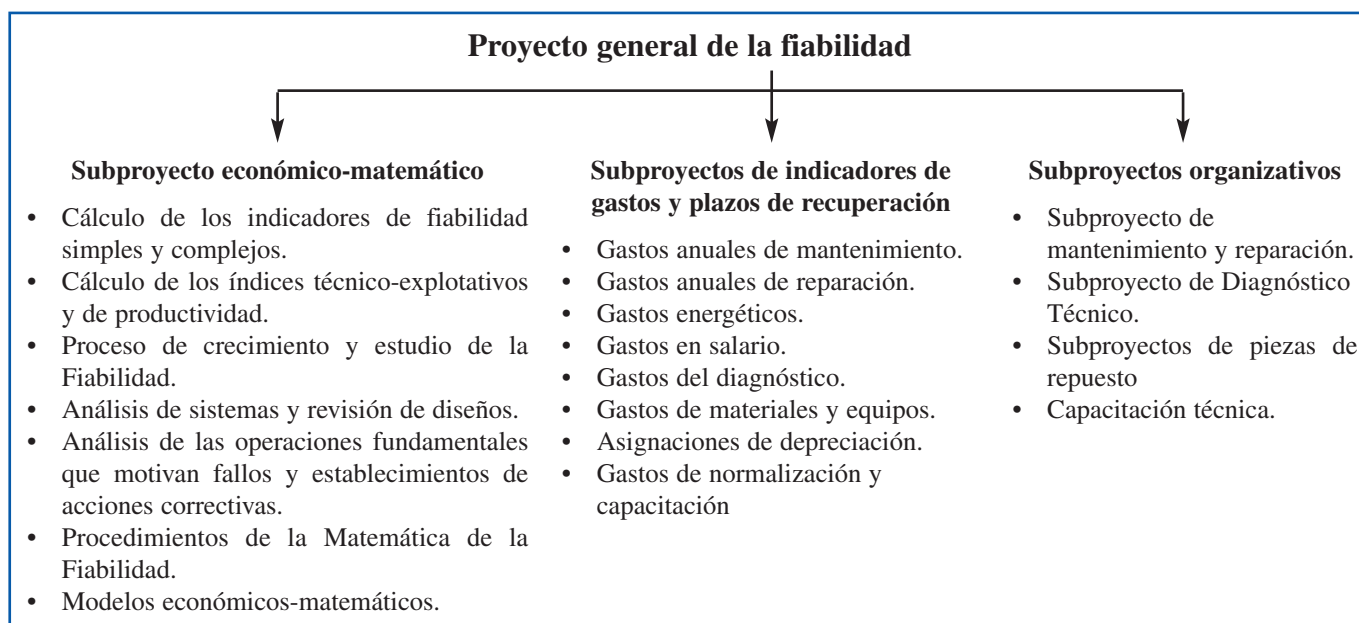 Proyecto general de la fiabilidad
Subproyecto económico-matemático
• Cálculo de los indicadores de fiabilidad
simples y complejos.
• Cálculo de los índices técnico-explotativos
y de productividad.
• Proceso de crecimiento y estudio de la
Fiabilidad.
• Análisis de sistemas y revisión de diseños.
• Análisis de las operaciones fundamentales
que motivan fallos y establecimientos de
acciones correctivas.
• Procedimientos de la Matemática de la
Fiabilidad.
• Modelos económicos-matemáticos.
Subproyectos de indicadores de
gastos y plazos de recuperación
• Gastos anuales de mantenimiento.
• Gastos anuales de reparación.
• Gastos energéticos.
• Gastos en salario.
• Gastos del diagnóstico.
• Gastos de materiales y equipos.
• Asignaciones de depreciación.
• Gastos de normalización y
capacitación
Subproyectos organizativos
• Subproyecto de
mantenimiento y reparación.
• Subproyecto de Diagnóstico
Técnico.
• Subproyectos de piezas de
repuesto
• Capacitación técnica.